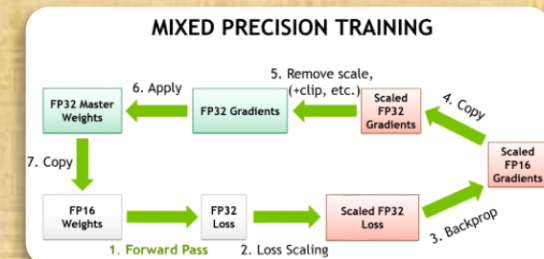 MIXED PRECISION TRAINING
5. Remove scale,
(+clip, etc.)
6. Apply
4. Copy
FP32 Master
Weights
FP32 Gradients
Scaled
FP32
Gradients
Scaled
FP16
Gradients
7. Copy
FP16
Weights
FP32
Loss
Scaled FP32
Loss
3. Backprop
1. Forward Pass
2. Loss Scaling